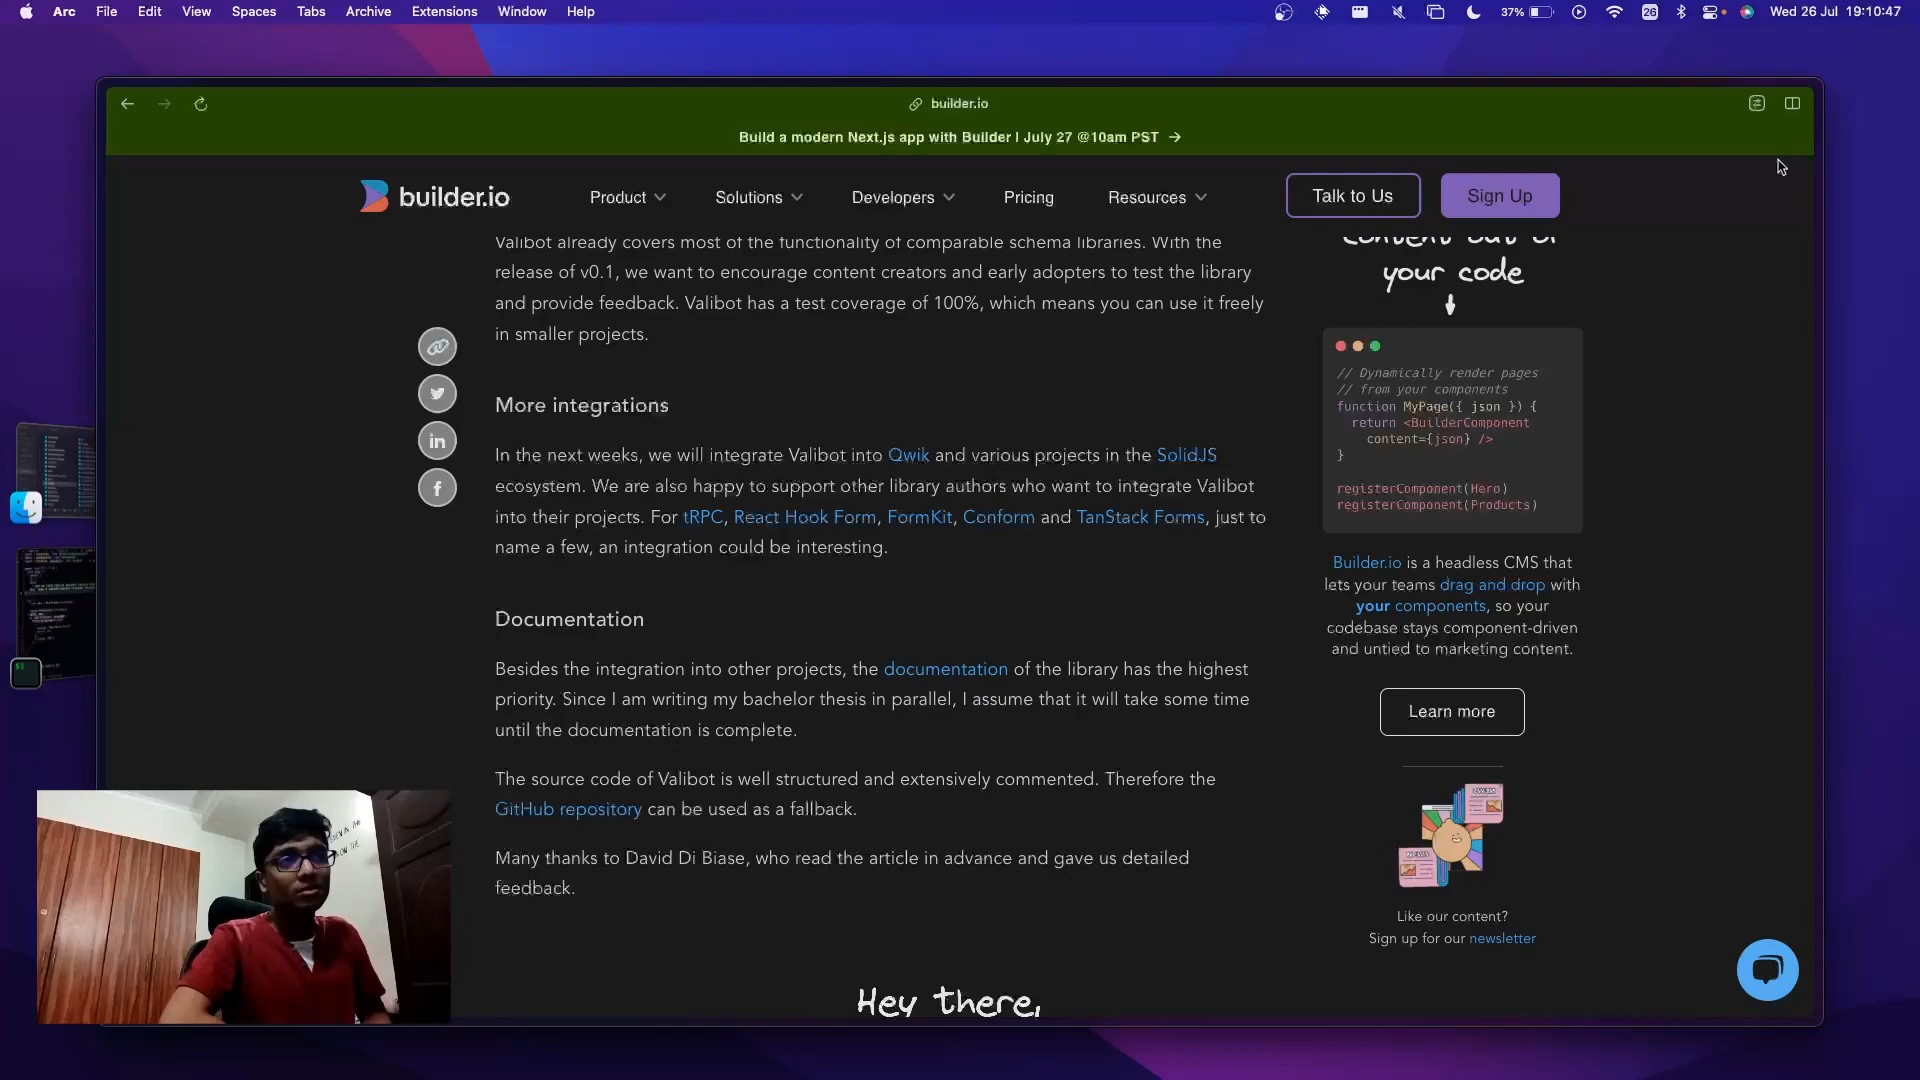 Arc File Edit View Spaces Tabs Archive Extensions Window Help
37% 26 Wed 26 Jul 19:10:47
builder.io
Build a modern Next.js app with Builder | July 27 @10am PST →
builder.io Product Solutions Developers Pricing Resources Talk to Us Sign Up
Valibot already covers most of the functionality of comparable schema libraries. With the
release of v0.1, we want to encourage content creators and early adopters to test the library
and provide feedback. Valibot has a test coverage of 100%, which means you can use it freely
in smaller projects.
More integrations
In the next weeks, we will integrate Valibot into Qwik and various projects in the SolidJS
ecosystem. We are also happy to support other library authors who want to integrate Valibot
into their projects. For tRPC, React Hook Form, FormKit, Conform and TanStack Forms, just to
name a few, an integration could be interesting.
Documentation
Besides the integration into other projects, the documentation of the library has the highest
priority. Since I am writing my bachelor thesis in parallel, I assume that it will take some time
until the documentation is complete.
The source code of Valibot is well structured and extensively commented. Therefore the
GitHub repository can be used as a fallback.
Many thanks to David Di Biase, who read the article in advance and gave us detailed
feedback.
Hey there,
content out of
your code
// Dynamically render pages
// from your components
function MyPage({ json }) {
return <BuilderComponent
content={json} />
}
registerComponent(Hero)
registerComponent(Products)
Builder.io is a headless CMS that
lets your teams drag and drop with
your components, so your
codebase stays component-driven
and untied to marketing content.
Learn more
Like our content?
Sign up for our newsletter